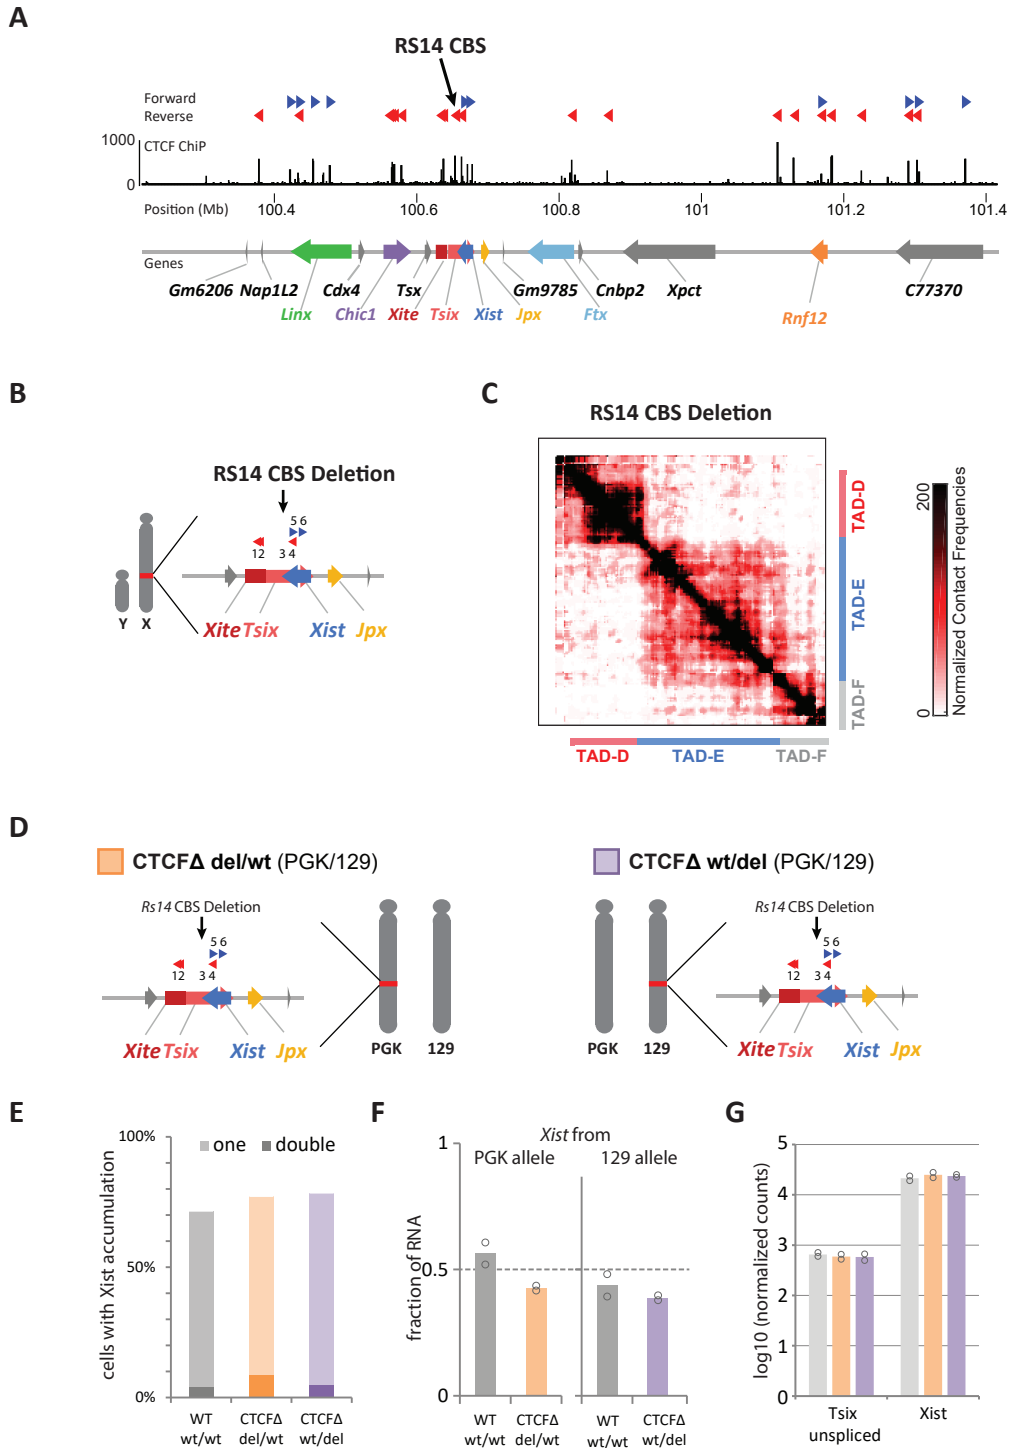 A
RS14 CBS
Forward
Reverse
1000
CTCF ChiP
0
Position (Mb)
100.4
100.6
100.8
101
101.2
101.4
Genes
Gm6206
Nap1L2
Cdx4
Tsx
Gm9785
Cnbp2
Xpct
C77370
Linx
Chic1
Xite
Tsix
Xist
Jpx
Ftx
Rnf12
B
RS14 CBS Deletion
5 6
12
3 4
Y
X
Xite
Tsix
Xist
Jpx
C
RS14 CBS Deletion
TAD-D
TAD-E
TAD-F
TAD-D
TAD-E
TAD-F
200
0
Normalized Contact Frequencies
D
CTCFΔ del/wt (PGK/129)
Rs14 CBS Deletion
5 6
12
3 4
Xite
Tsix
Xist
Jpx
PGK
129
CTCFΔ wt/del (PGK/129)
PGK
129
Rs14 CBS Deletion
5 6
12
3 4
Xite
Tsix
Xist
Jpx
E
cells with Xist accumulation
100%
50%
0%
one
double
WT
wt/wt
CTCFΔ
del/wt
CTCFΔ
wt/del
F
Xist from
PGK allele
129 allele
fraction of RNA
1
0.5
0
WT
wt/wt
CTCFΔ
del/wt
WT
wt/wt
CTCFΔ
wt/del
G
log10 (normalized counts)
5
4
3
2
1
0
Tsix
unspliced
Xist